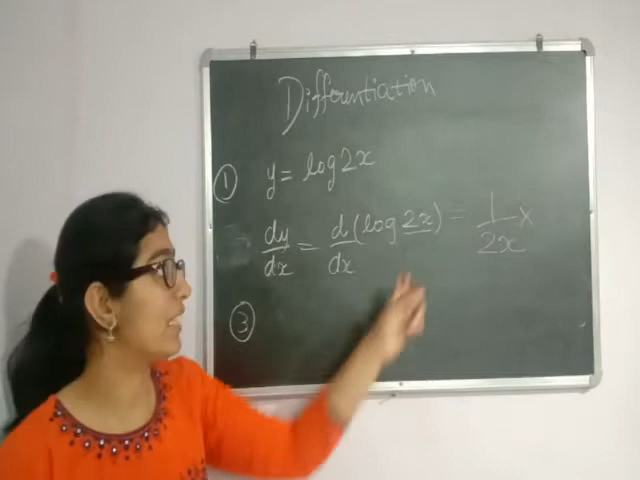 Differentiation
① y = log 2x
dy/dx = d/dx (log 2x) = 1/2x ×
③